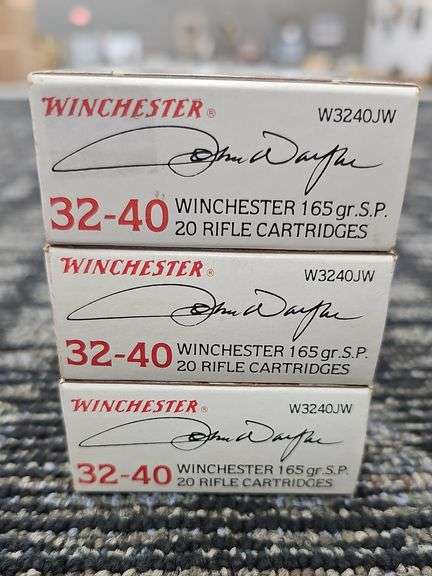 WINCHESTER® W3240JW
John Wayne
32-40 WINCHESTER 165 gr. S.P.
20 RIFLE CARTRIDGES
WINCHESTER® W3240JW
John Wayne
32-40 WINCHESTER 165 gr. S.P.
20 RIFLE CARTRIDGES
WINCHESTER® W3240JW
John Wayne
32-40 WINCHESTER 165 gr. S.P.
20 RIFLE CARTRIDGES